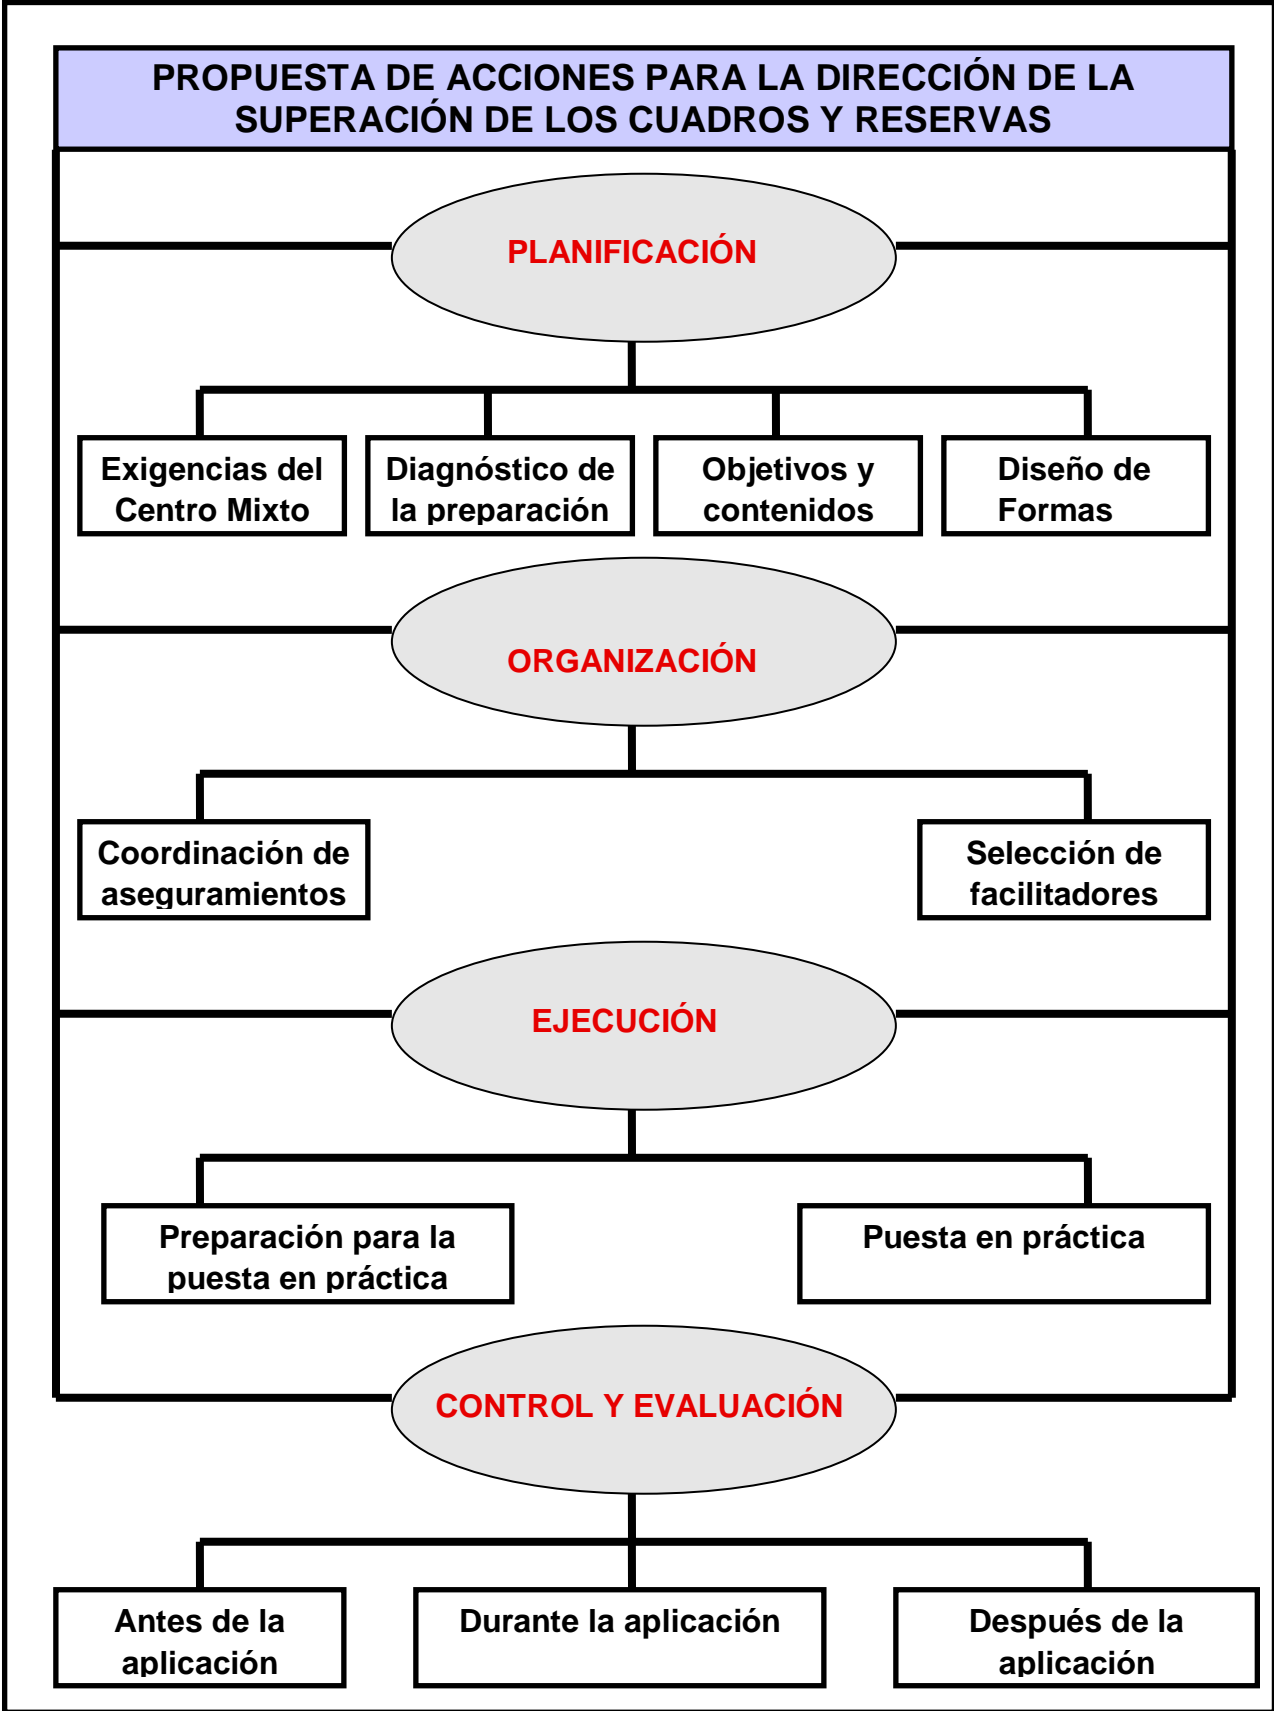 PROPUESTA DE ACCIONES PARA LA DIRECCIÓN DE LA
SUPERACIÓN DE LOS CUADROS Y RESERVAS
PLANIFICACIÓN
Exigencias del
Centro Mixto
Diagnóstico de
la preparación
Objetivos y
contenidos
Diseño de
Formas
ORGANIZACIÓN
Coordinación de
aseguramientos
Selección de
facilitadores
EJECUCIÓN
Preparación para la
puesta en práctica
Puesta en práctica
CONTROL Y EVALUACIÓN
Antes de la
aplicación
Durante la aplicación
Después de la
aplicación